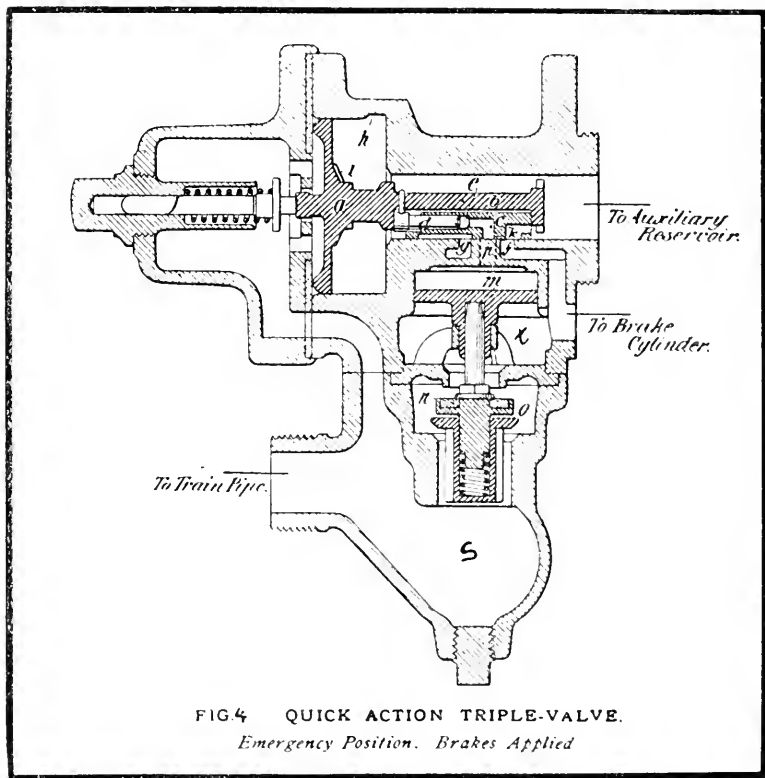 h
i
a
c
b
d
e
k
To Auxiliary
Reservoir.
g
p
f
m
To Brake
Cylinder.
x
n
o
To Train Pipe.
S
FIG.4 QUICK ACTION TRIPLE-VALVE.
Emergency Position. Brakes Applied